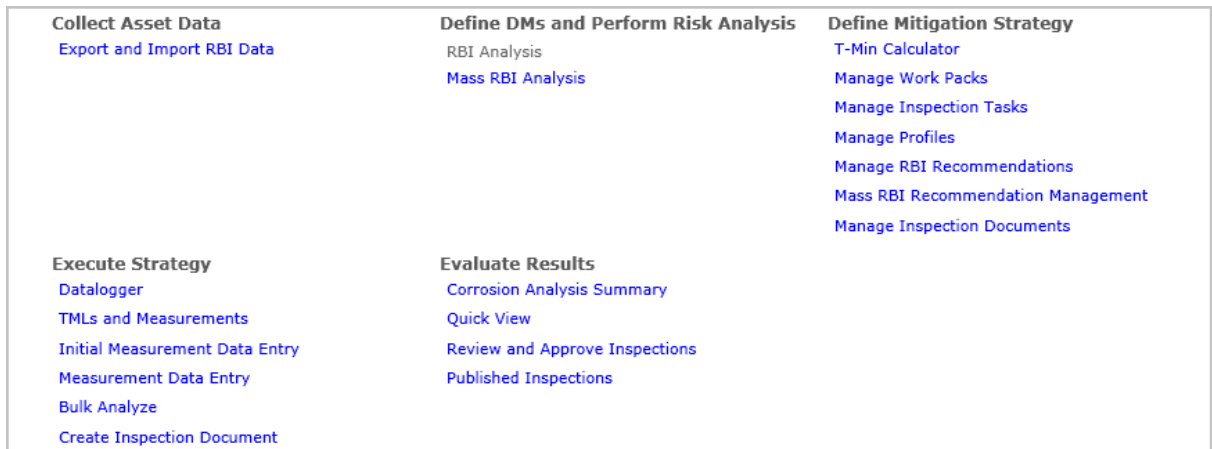 Collect Asset Data
Export and Import RBI Data
Define DMs and Perform Risk Analysis
RBI Analysis
Mass RBI Analysis
Define Mitigation Strategy
T-Min Calculator
Manage Work Packs
Manage Inspection Tasks
Manage Profiles
Manage RBI Recommendations
Mass RBI Recommendation Management
Manage Inspection Documents
Execute Strategy
Datalogger
TMLs and Measurements
Initial Measurement Data Entry
Measurement Data Entry
Bulk Analyze
Create Inspection Document
Evaluate Results
Corrosion Analysis Summary
Quick View
Review and Approve Inspections
Published Inspections